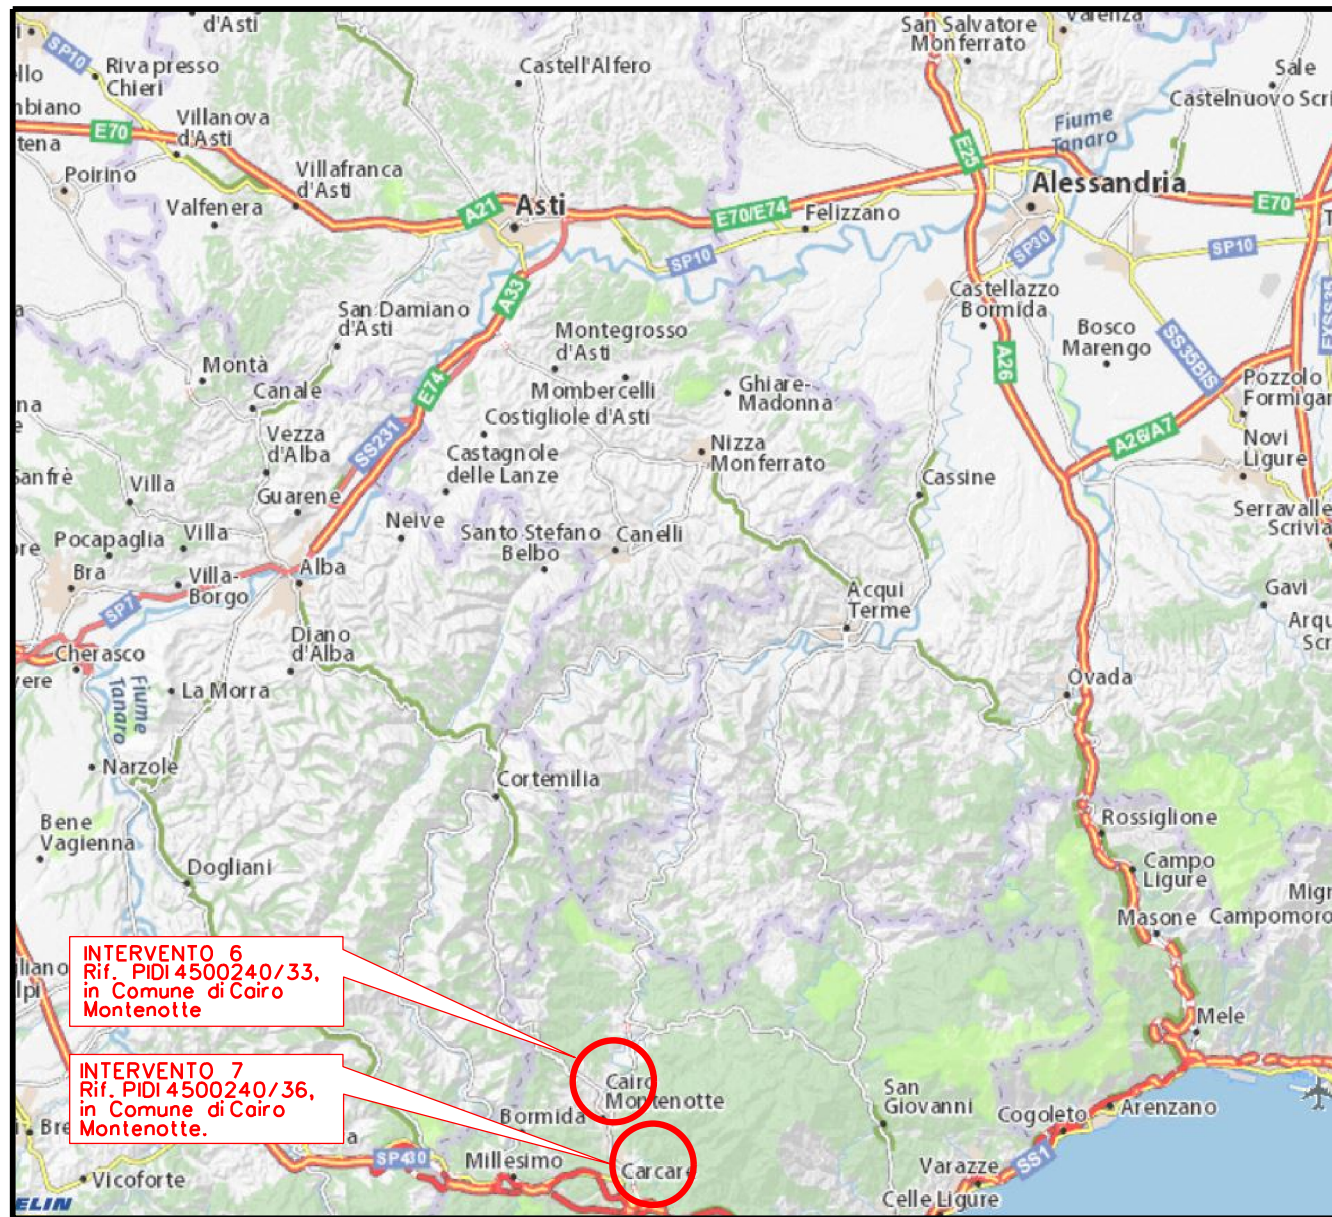 d'Asti
San Salvatore
Monferrato
Valenza
SP10
Riva presso
Chieri
Castell'Alfero
Sale
Castelnuovo Scri
Fiume
Tanaro
Villanova
d'Asti
E70
E25
Poirino
Villafranca
d'Asti
Valfenera
A21
Asti
E70/E74
Felizzano
Alessandria
E70
SP10
SP30
SP10
A33
San Damiano
d'Asti
Castellazzo
Bormida
Bosco
Marengo
SS35BIS
EXSS35
Montegrosso
d'Asti
A26
Montà
Canale
E74
Mombercelli
Ghiare-
Madonna
Pozzolo
Formigar
Costigliole d'Asti
SS231
Vezza
d'Alba
Castagnole
delle Lanze
Nizza
Monferrato
A26/A7
Novi
Ligure
Sanfrè
Villa
Guarene
Cassine
Serravalle
Scrivia
Pocapaglia
Villa
Neive
Santo Stefano
Belbo
Canelli
Bra
Villa-
Borgo
Alba
Acqui
Terme
Gavi
Arqu
Scr
SP7
Diano
d'Alba
Cherasco
vere
Fiume
Tanaro
La Morra
Ovada
Narzole
Cortemilia
Bene
Vagienna
Rossiglione
Dogliani
Campo
Ligure
Masone
Mign
Campomoro
INTERVENTO 6
Rif. PIDI 4500240/33,
in Comune di Cairo
Montenotte
Mele
INTERVENTO 7
Rif. PIDI 4500240/36,
in Comune di Cairo
Montenotte.
Cairo
Montenotte
Bormida
San
Giovanni
Cogoleto
Arenzano
SP430
Millesimo
Carcare
Varazze
SS1
Vicoforte
Celle Ligure
ELIN